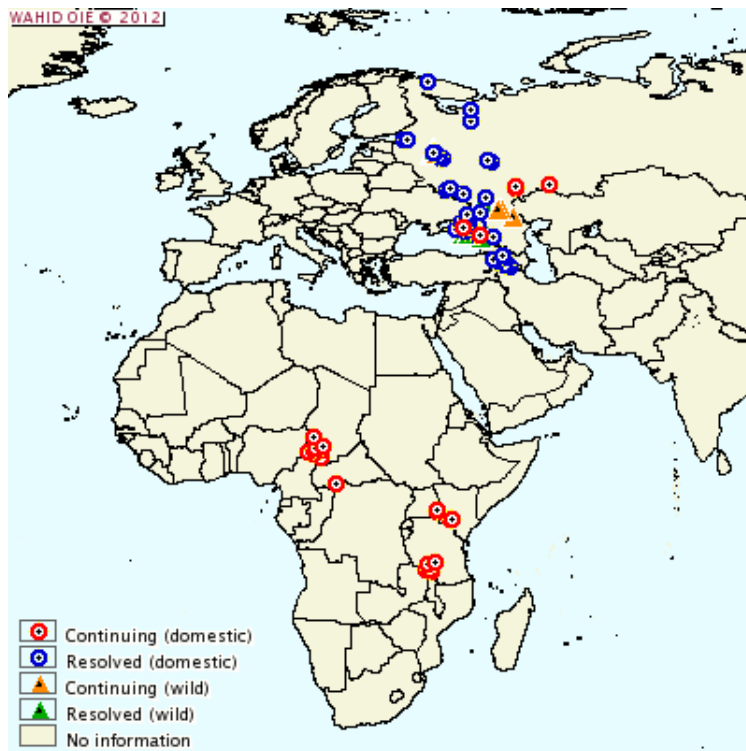 WAHID OIE © 2012
Continuing (domestic)
Resolved (domestic)
Continuing (wild)
Resolved (wild)
No information